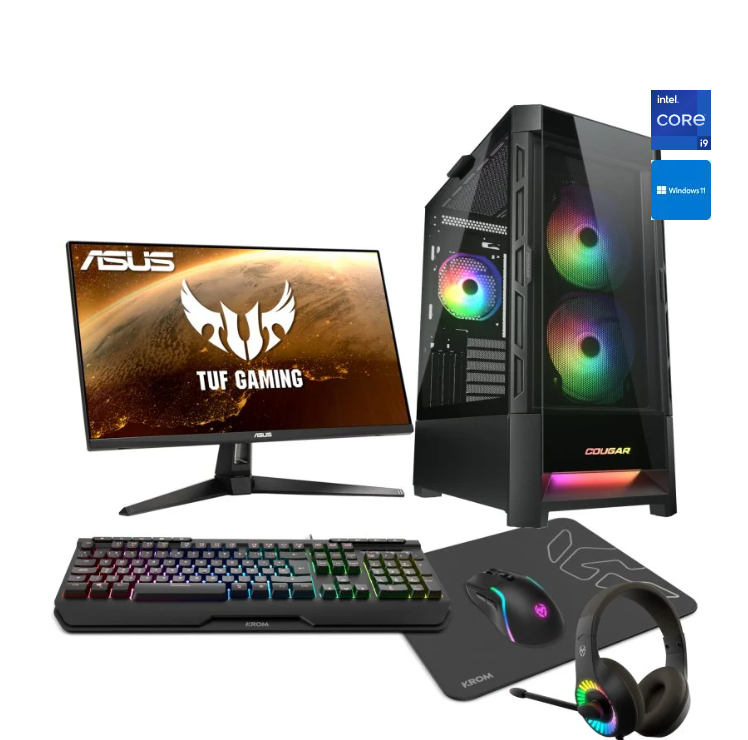 intel.
CORE
i9
Windows 11
ASUS
TUF GAMING
ASUS
COUGAR
KROM
KROM